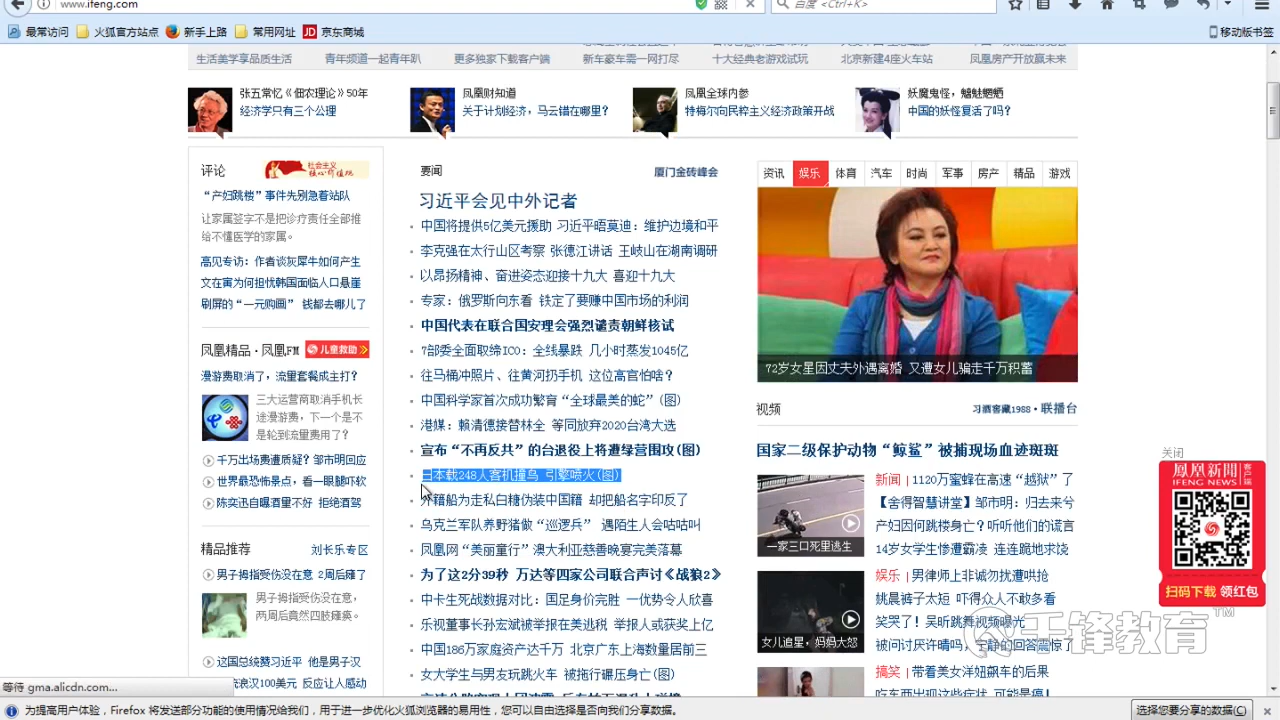 www.ifeng.com
百度 <Ctrl+K>
最常访问 火狐官方站点 新手上路 常用网址 JD 京东商城
移动版书签
生活美学享品质生活 青年频道一起青年趴 更多独家下载客户端 新车豪车需一网打尽 十大经典老游戏试玩 北京新建4座火车站 凤凰房产开放赢未来
张五常忆《佃农理论》50年
经济学只有三个公理
凤凰财知道
关于计划经济，马云错在哪里？
凤凰全球内参
特梅尔向民粹主义经济政策开战
妖魔鬼怪，魑魅魍魉
中国的妖怪复活了吗？
评论
社会主义
核心价值观
“产妇跳楼”事件先别急着站队
让家属签字不是把诊疗责任全部推
给不懂医学的家属。
高见专访：作者谈灰犀牛如何产生
文在寅为何担忧韩国面临人口悬崖
刷屏的“一元购画” 钱都去哪儿了
凤凰精品·凤凰FM 儿童救助
漫游费取消了，流量套餐成主打？
三大运营商取消手机长
途漫游费，下一个是不
是轮到流量费用了？
千万出场费遭质疑？邹市明回应
世界最恐怖景点，看一眼腿吓软
陈奕迅自曝酒量不好 拒绝酒驾
精品推荐 刘长乐专区
男子拇指受伤没在意 2周后瘫了
男子拇指受伤没在意，
两周后竟然四肢瘫痪。
这国总统赞习近平 他是男子汉
浪汉100美元 反应让人感动
要闻 厦门金砖峰会
习近平会见中外记者
中国将提供5亿美元援助 习近平晤莫迪：维护边境和平
李克强在太行山区考察 张德江讲话 王岐山在湖南调研
以昂扬精神、奋进姿态迎接十九大 喜迎十九大
专家：俄罗斯向东看 铁定了要赚中国市场的利润
中国代表在联合国安理会强烈谴责朝鲜核试
7部委全面取缔ICO：全线暴跌 几小时蒸发1045亿
往马桶冲照片、往黄河扔手机 这位高官怕啥？
中国科学家首次成功繁育“全球最美的蛇”(图)
港媒：赖清德接替林全 等同放弃2020台湾大选
宣布“不再反共”的台退役上将遭绿营围攻(图)
日本载248人客机撞鸟 引擎喷火(图)
外籍船为走私白糖伪装中国籍 却把船名字印反了
乌克兰军队养野猪做“巡逻兵” 遇陌生人会咕咕叫
凤凰网“美丽童行”澳大利亚慈善晚宴完美落幕
为了这2分39秒 万达等四家公司联合声讨《战狼2》
中卡生死战数据对比：国足身价完胜 一优势令人欣喜
乐视董事长孙宏斌被举报在美逃税 举报人或获奖上亿
中国186万家庭资产达千万 北京广东上海数量居前三
女大学生与男友玩跳火车 被拖行碾压身亡(图)
资讯 娱乐 体育 汽车 时尚 军事 房产 精品 游戏
72岁女星因丈夫外遇离婚 又遭女儿骗走千万积蓄
视频 习酒窖藏1988·联播台
国家二级保护动物“鲸鲨”被捕现场血迹斑斑
一家三口死里逃生
新闻 | 1120万蜜蜂在高速“越狱”了
【舍得智慧讲堂】邹市明：归去来兮
产妇因何跳楼身亡？听听他们的谎言
14岁女学生惨遭霸凌 连连跪地求饶
女儿追星，妈妈大怒
娱乐 | 男律师上非诚勿扰遭哄抢
姚晨裤子太短 吓得众人不敢多看
笑哭了！吴昕跳舞视频曝光
被问讨厌许晴吗，宁静的回答震惊了
搞笑 | 带着美女洋妞飙车的后果
关闭
凤凰新闻 客户端
IFENG NEWS
扫码下载 领红包
千锋教育™
等待 gma.alicdn.com...
为提高用户体验，Firefox 将发送部分功能的使用情况给我们，用于进一步优化火狐浏览器的易用性，您可以自由选择是否向我们分享数据。
选择您要分享的数据(C)